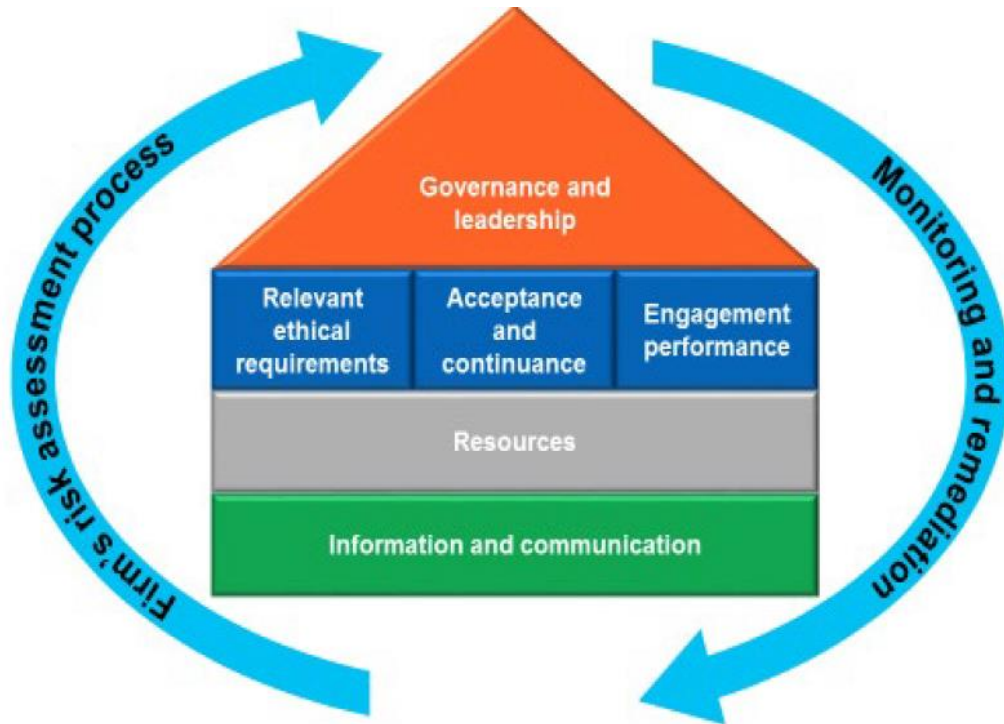 Firm's risk assessment process
Governance and
leadership
Monitoring and remediation
Relevant
ethical
requirements
Acceptance
and
continuance
Engagement
performance
Resources
Information and communication